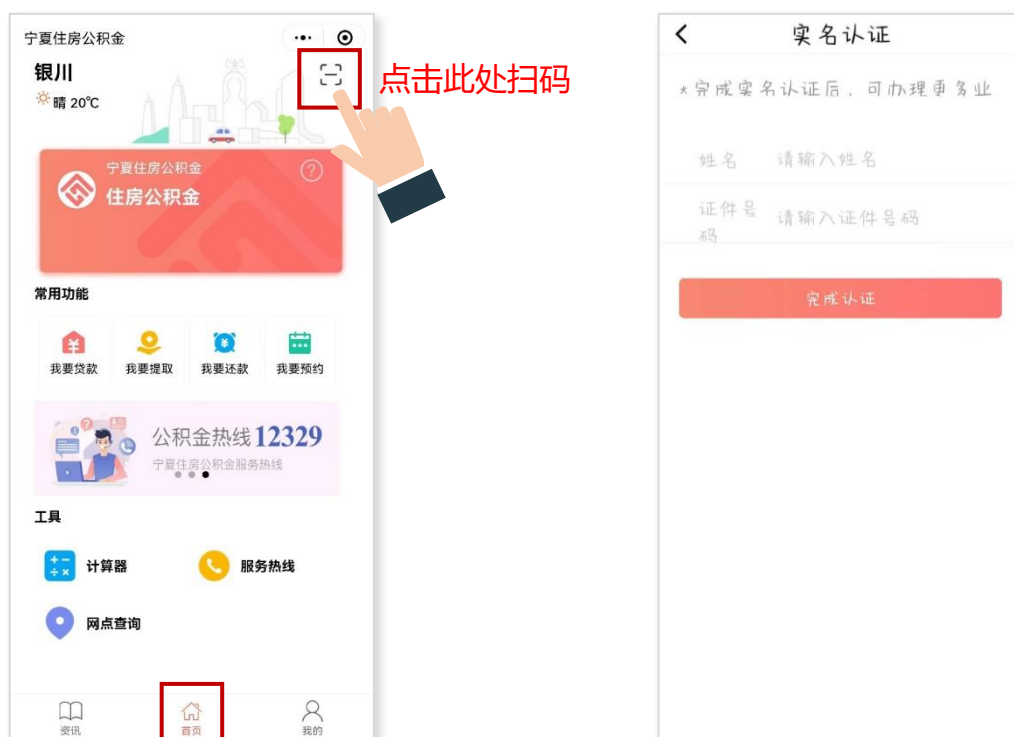 宁夏住房公积金
银川
晴 20℃
点击此处扫码
宁夏住房公积金
住房公积金
常用功能
我要贷款 我要提取 我要还款 我要预约
公积金热线12329
宁夏住房公积金服务热线
工具
计算器 服务热线
网点查询
资讯 首页 我的
实名认证
*完成实名认证后，可办理更多业
姓名 请输入姓名
证件号码 请输入证件号码
完成认证